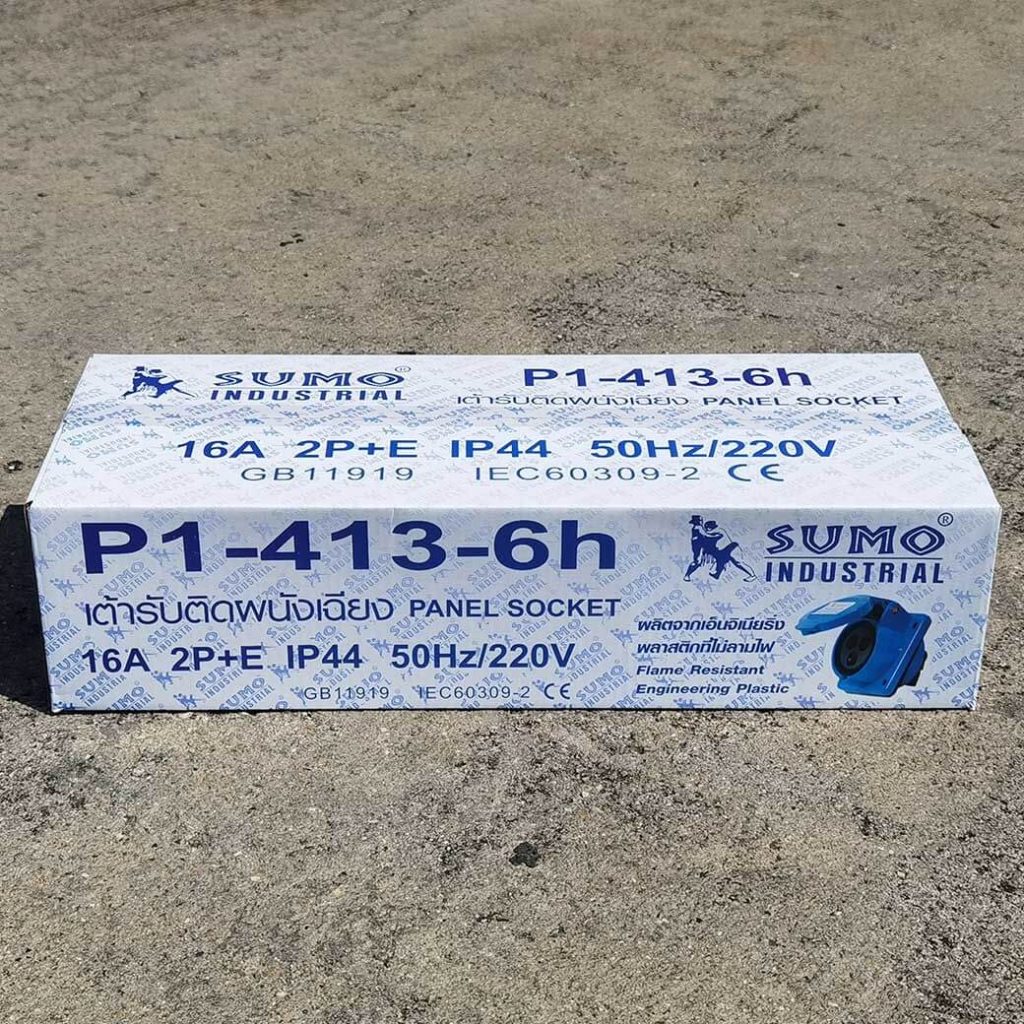 SUMO®
INDUSTRIAL
P1-413-6h
เต้ารับติดผนังเฉียง PANEL SOCKET
16A 2P+E IP44 50Hz/220V
GB11919 IEC60309-2 CE
P1-413-6h
เต้ารับติดผนังเฉียง PANEL SOCKET
16A 2P+E IP44 50Hz/220V
GB11919 IEC60309-2 CE
SUMO®
INDUSTRIAL
ผลิตจากเอ็นจิเนียริง
พลาสติกที่ไม่ลามไฟ
Flame Resistant
Engineering Plastic